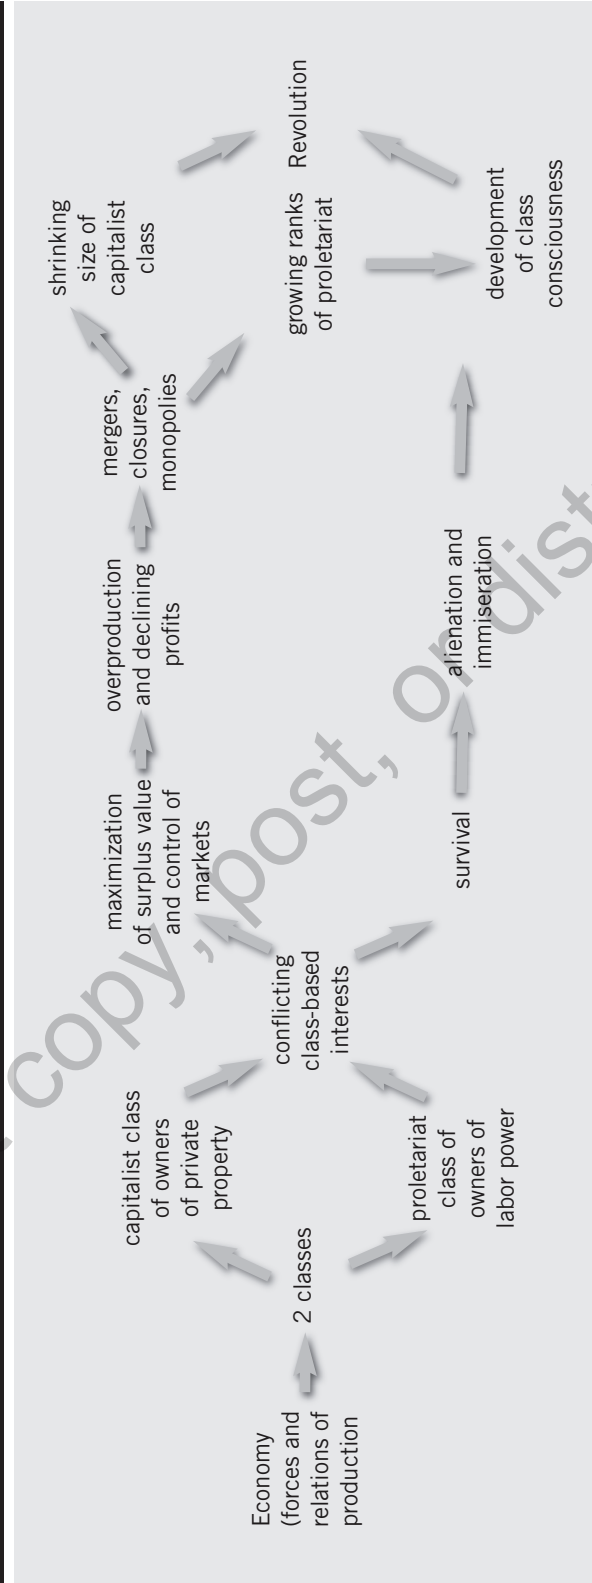 Economy
(forces and
relations of
production
2 classes
capitalist class
of owners
of private
property
proletariat
class of
owners of
labor power
conflicting
class-based
interests
maximization
of surplus value
and control of
markets
survival
overproduction
and declining
profits
alienation and
immiseration
mergers,
closures,
monopolies
shrinking
size of
capitalist
class
growing ranks
of proletariat
development
of class
consciousness
Revolution
copy, post, or dist